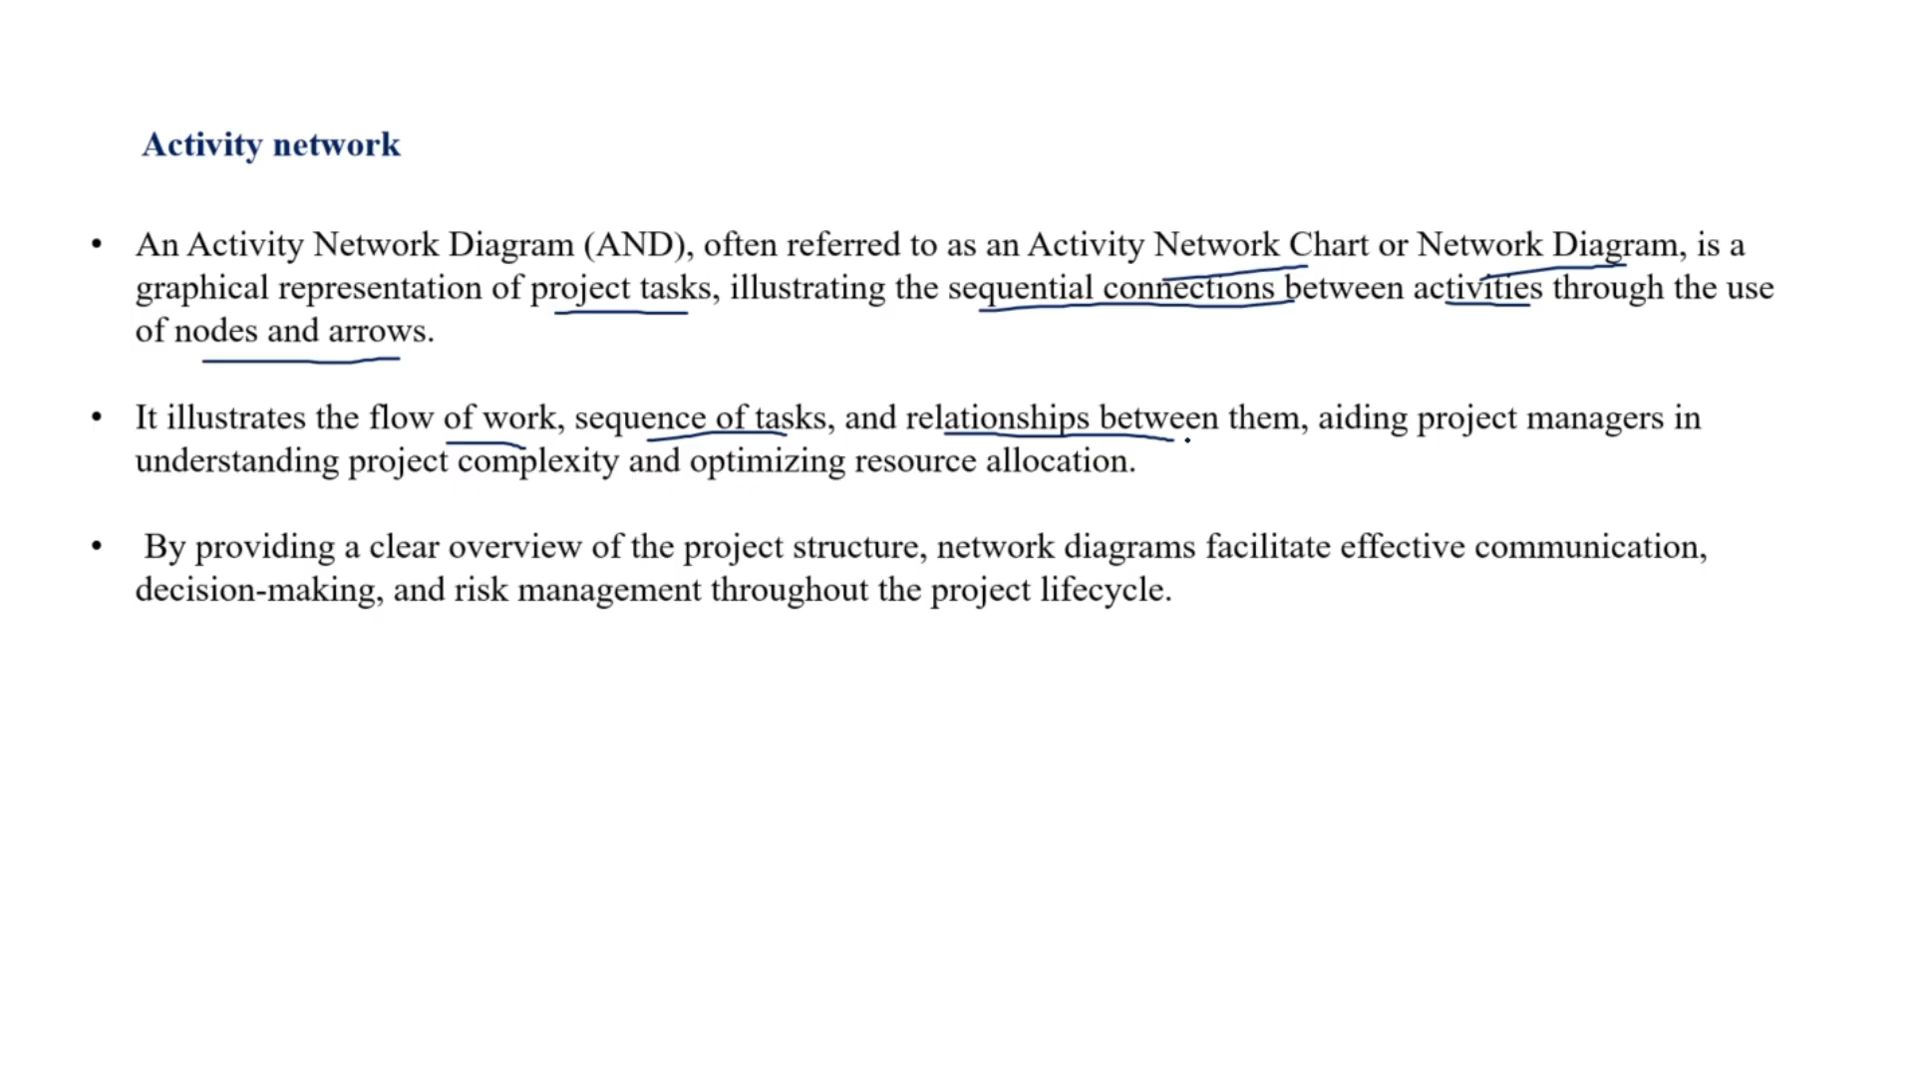 Activity network
• An Activity Network Diagram (AND), often referred to as an Activity Network Chart or Network Diagram, is a
graphical representation of project tasks, illustrating the sequential connections between activities through the use
of nodes and arrows.
• It illustrates the flow of work, sequence of tasks, and relationships between them, aiding project managers in
understanding project complexity and optimizing resource allocation.
• By providing a clear overview of the project structure, network diagrams facilitate effective communication,
decision-making, and risk management throughout the project lifecycle.